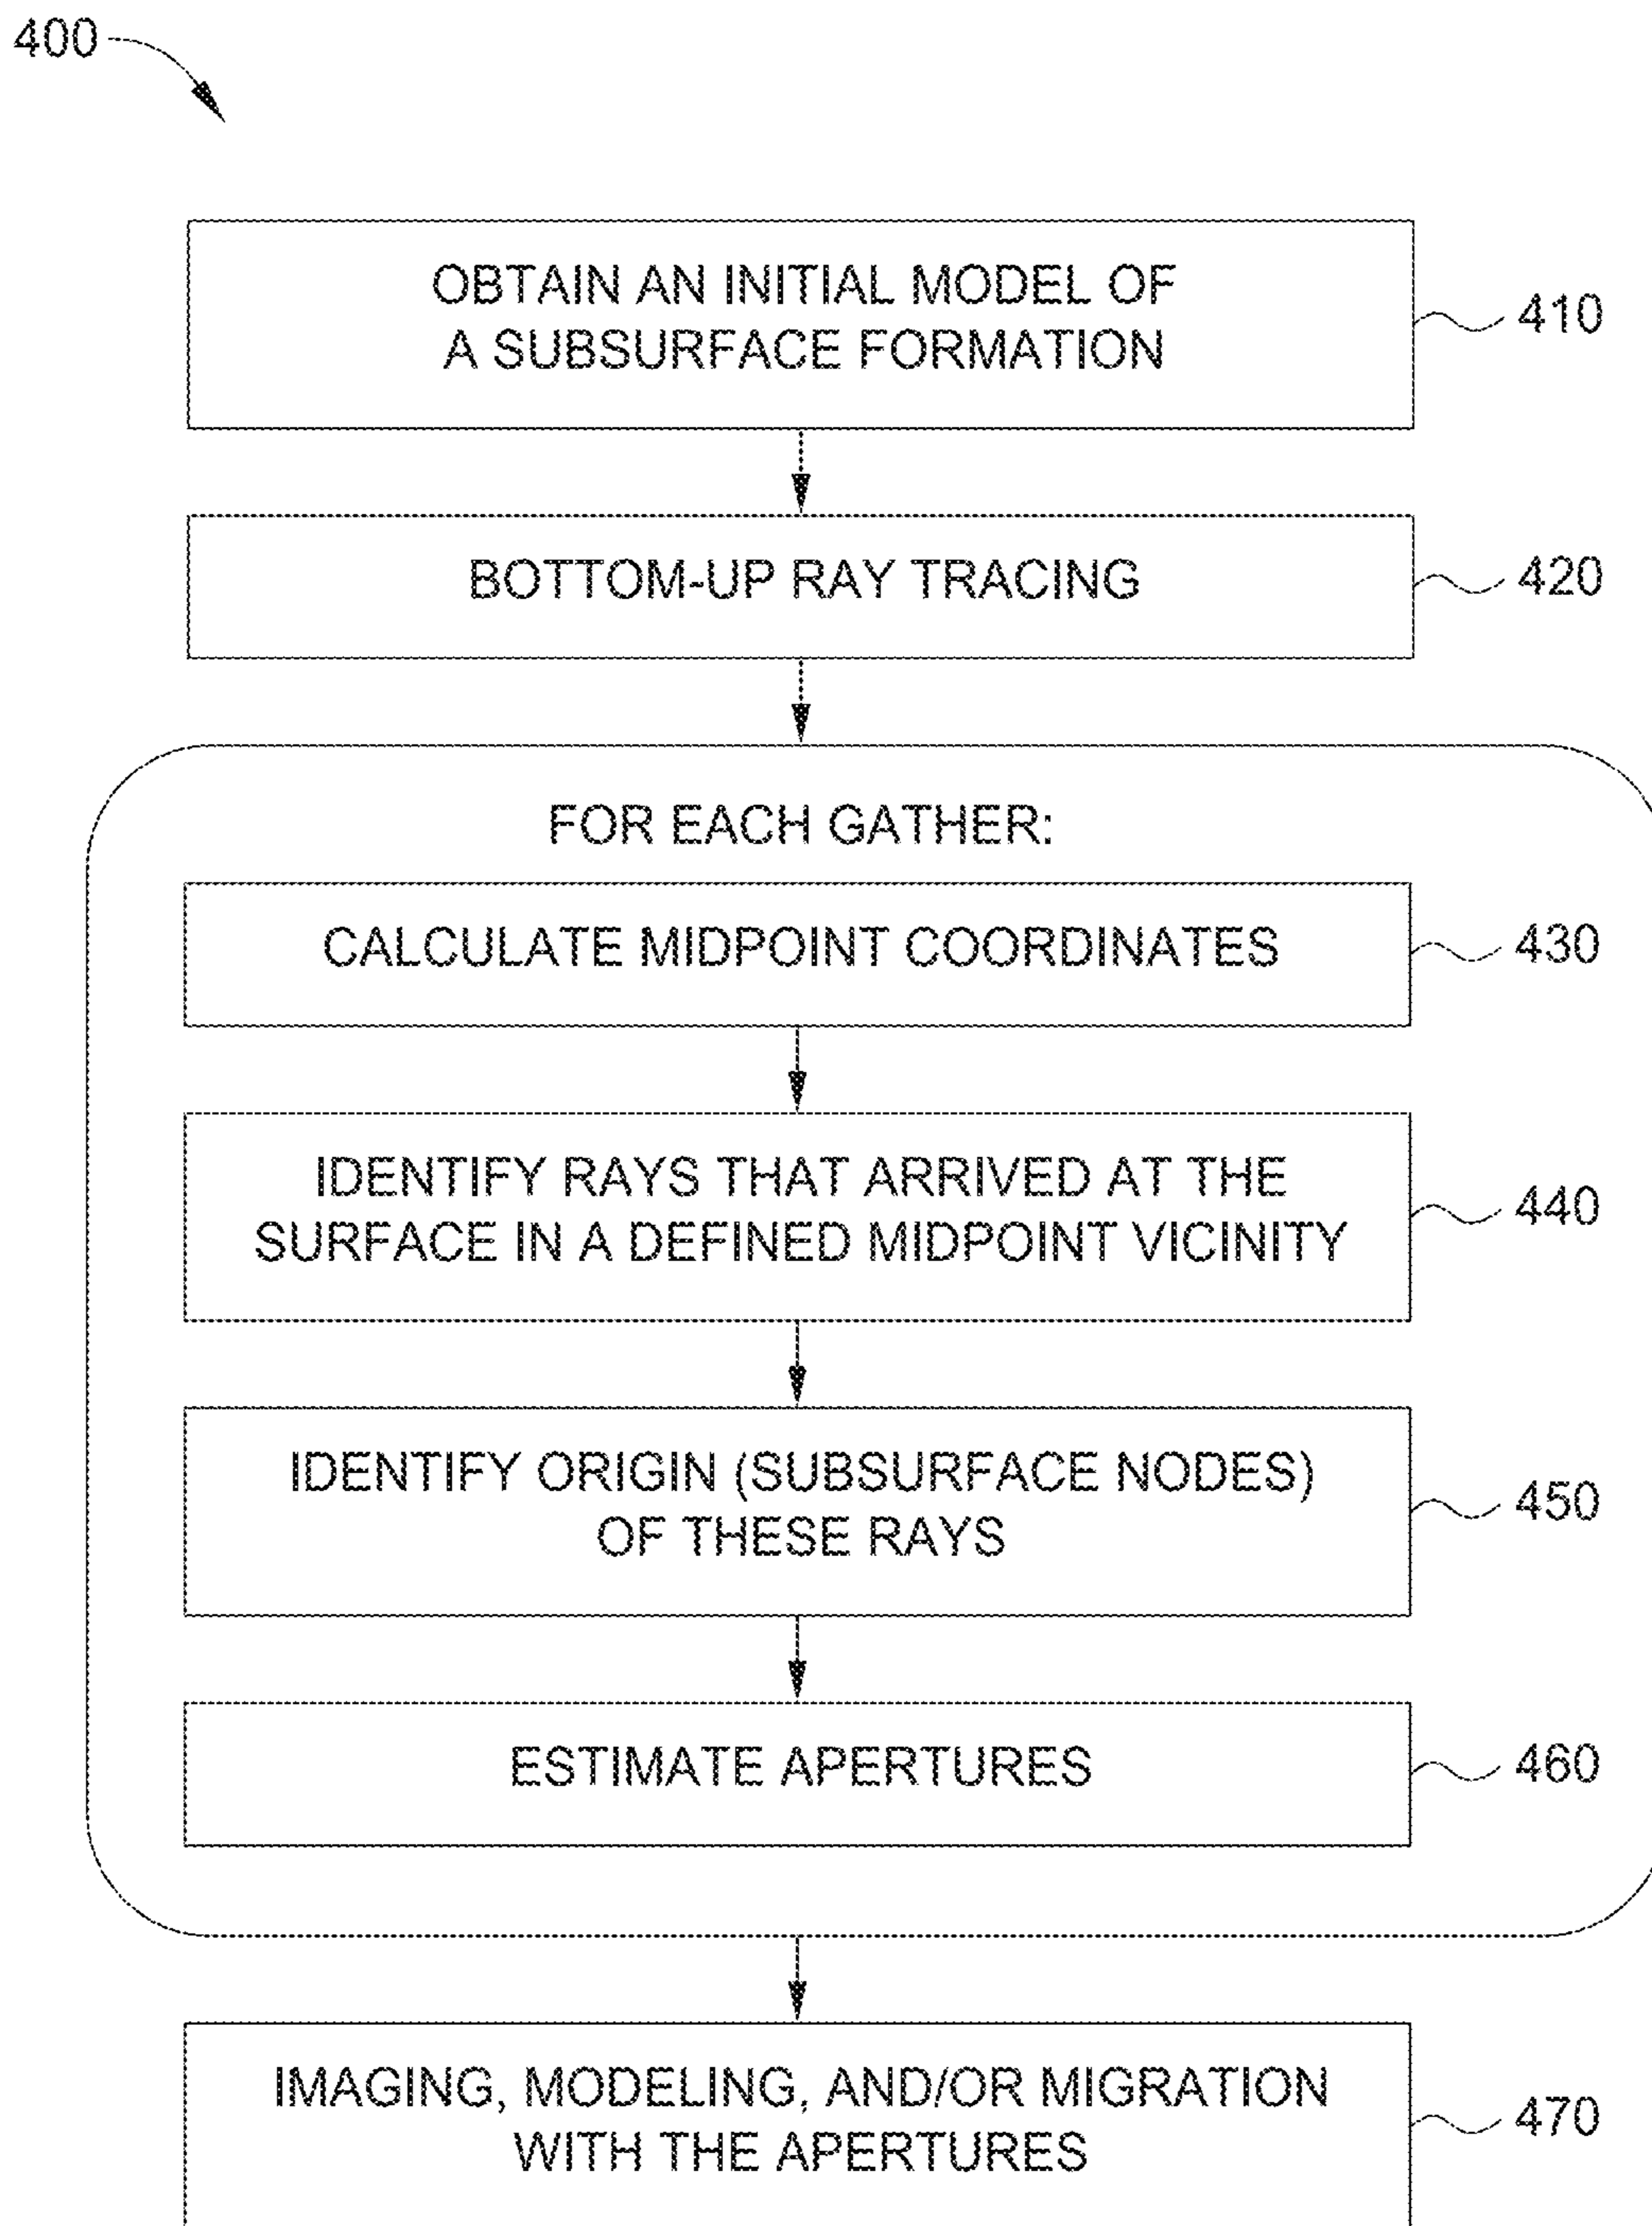 400
OBTAIN AN INITIAL MODEL OF
A SUBSURFACE FORMATION
410
BOTTOM-UP RAY TRACING
420
FOR EACH GATHER:
CALCULATE MIDPOINT COORDINATES
430
IDENTIFY RAYS THAT ARRIVED AT THE
SURFACE IN A DEFINED MIDPOINT VICINITY
440
IDENTIFY ORIGIN (SUBSURFACE NODES)
OF THESE RAYS
450
ESTIMATE APERTURES
460
IMAGING, MODELING, AND/OR MIGRATION
WITH THE APERTURES
470